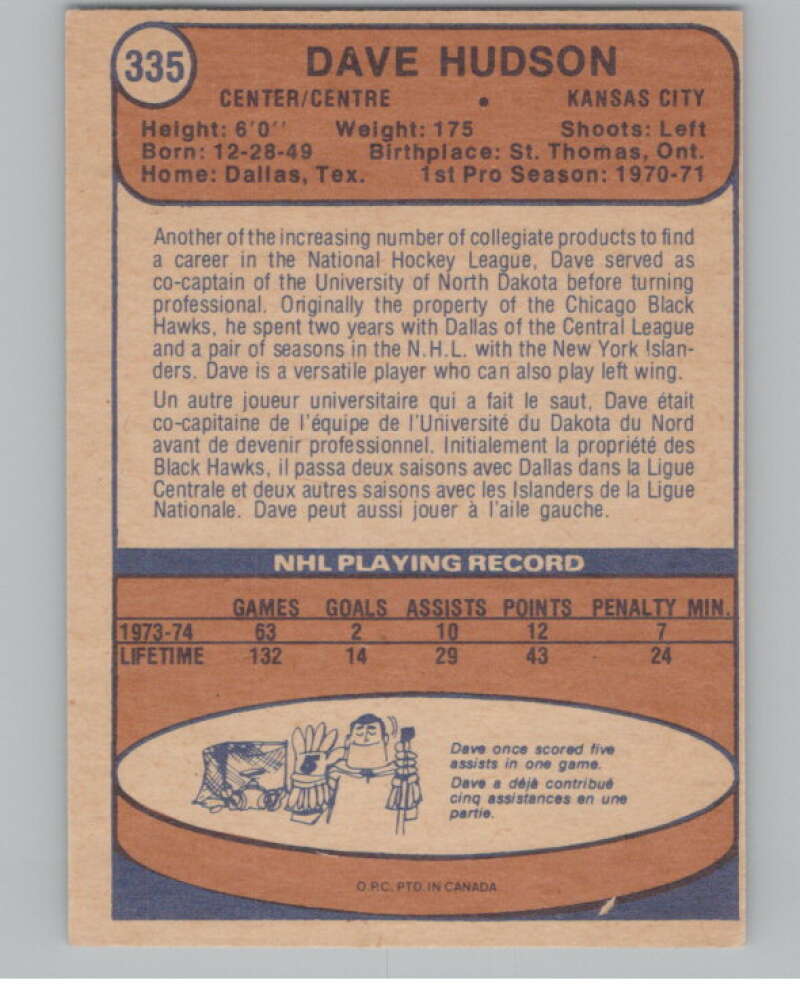 335
DAVE HUDSON
CENTER/CENTRE • KANSAS CITY
Height: 6'0'' Weight: 175 Shoots: Left
Born: 12-28-49 Birthplace: St. Thomas, Ont.
Home: Dallas, Tex. 1st Pro Season: 1970-71
Another of the increasing number of collegiate products to find
a career in the National Hockey League, Dave served as
co-captain of the University of North Dakota before turning
professional. Originally the property of the Chicago Black
Hawks, he spent two years with Dallas of the Central League
and a pair of seasons in the N.H.L. with the New York Islan-
ders. Dave is a versatile player who can also play left wing.
Un autre joueur universitaire qui a fait le saut, Dave était
co-capitaine de l'équipe de l'Université du Dakota du Nord
avant de devenir professionnel. Initialement la propriété des
Black Hawks, il passa deux saisons avec Dallas dans la Ligue
Centrale et deux autres saisons avec les Islanders de la Ligue
Nationale. Dave peut aussi jouer à l'aile gauche.
NHL PLAYING RECORD
GAMES GOALS ASSISTS POINTS PENALTY MIN.
1973-74 63 2 10 12 7
LIFETIME 132 14 29 43 24
5
Dave once scored five
assists in one game.
Dave a déjà contribué
cinq assistances en une
partie.
O.P.C. PTD. IN CANADA